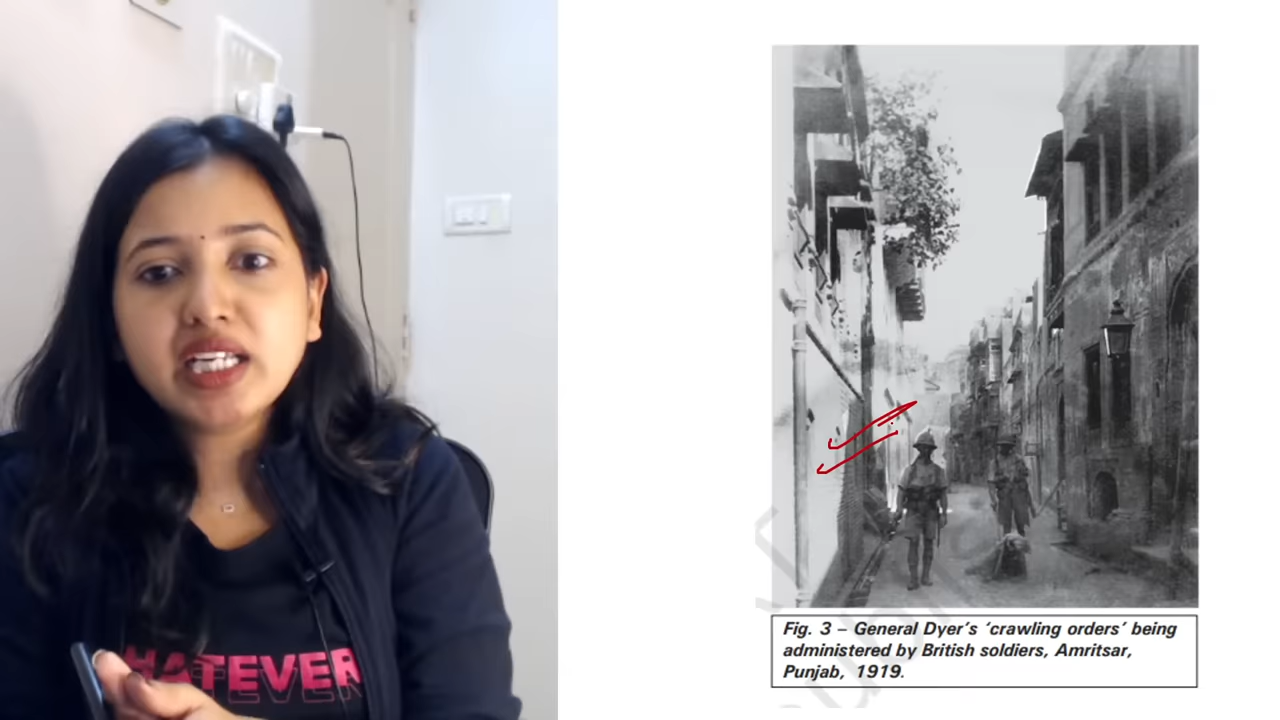 HATEVER
Fig. 3 – General Dyer's 'crawling orders' being
administered by British soldiers, Amritsar,
Punjab, 1919.